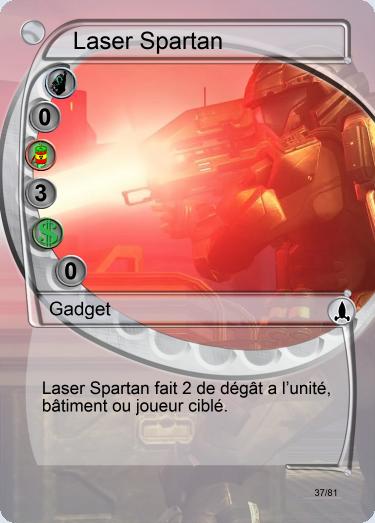 Laser Spartan
0
3
$
0
Gadget
Laser Spartan fait 2 de dégât a l'unité,
bâtiment ou joueur ciblé.
37/81